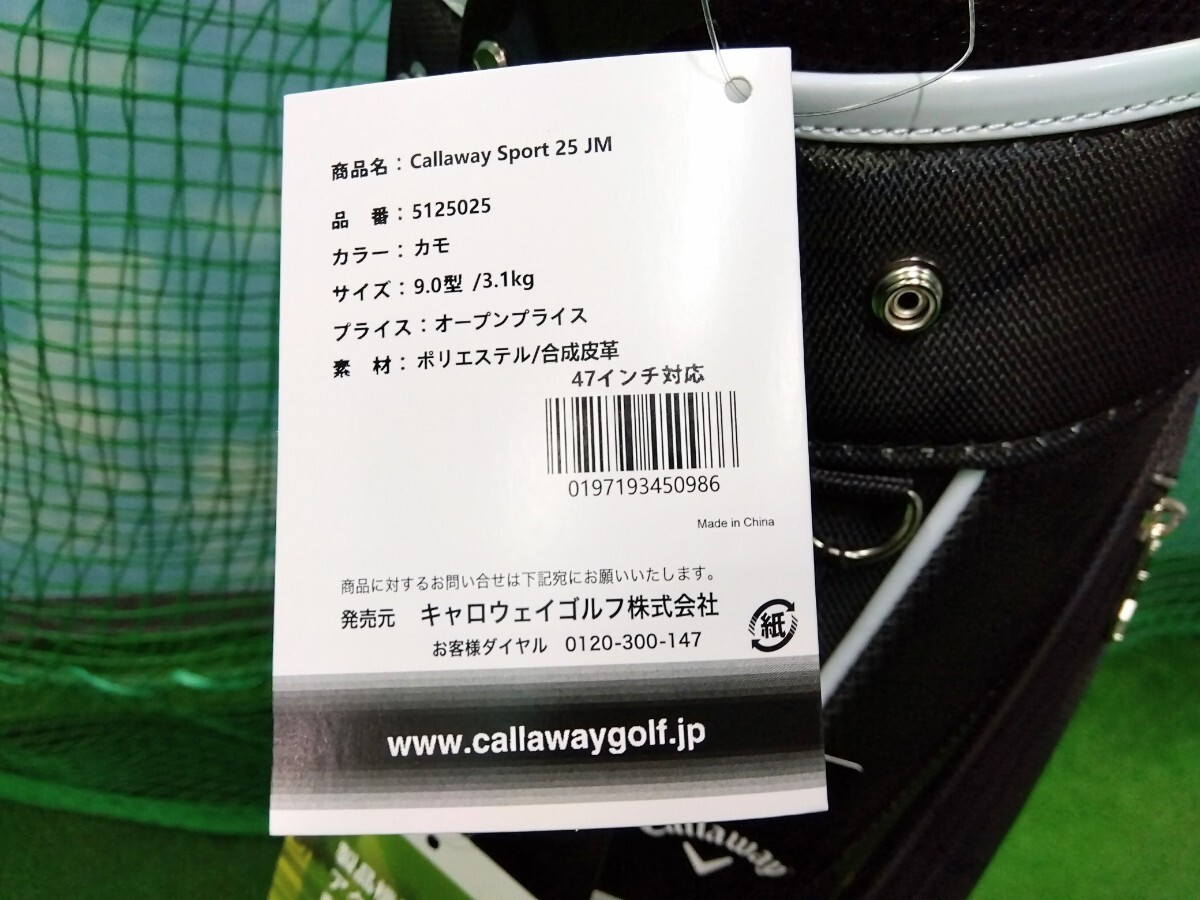 商品名：Callaway Sport 25 JM
品　番：5125025
カラー：カモ
サイズ：9.0型 /3.1kg
プライス：オープンプライス
素　材：ポリエステル/合成皮革
47インチ対応
0197193450986
Made in China
商品に対するお問い合せは下記宛にお願いいたします。
発売元　キャロウェイゴルフ株式会社
お客様ダイヤル　0120-300-147
紙
www.callawaygolf.jp
Callaway